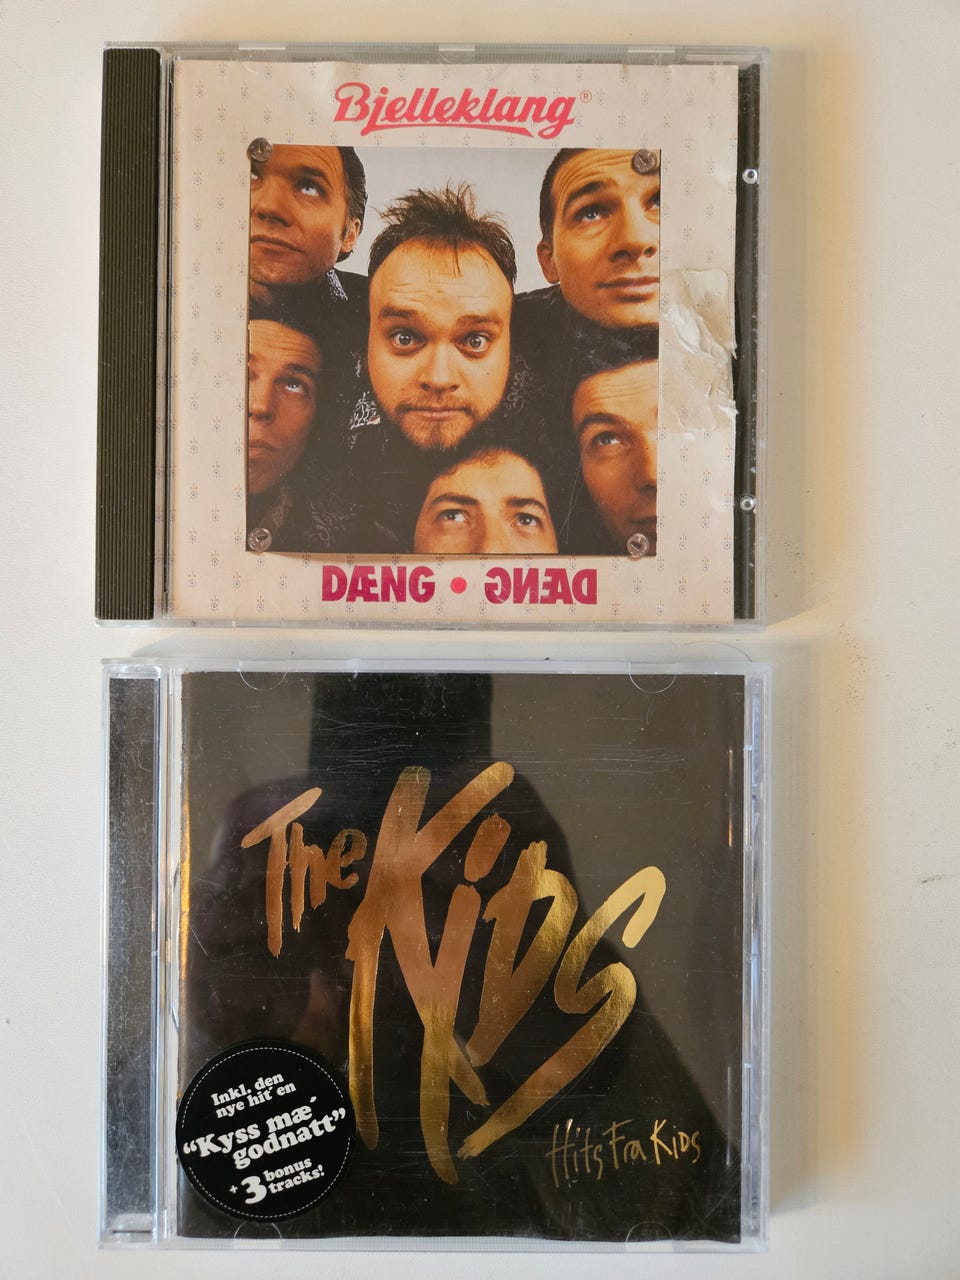 Bjelleklang®
DÆNG • DÆNG
The Kids
Hits Fra Kids
Inkl. den
nye hit'en
“Kyss mæ'
godnatt”
+ 3 bonus
tracks!